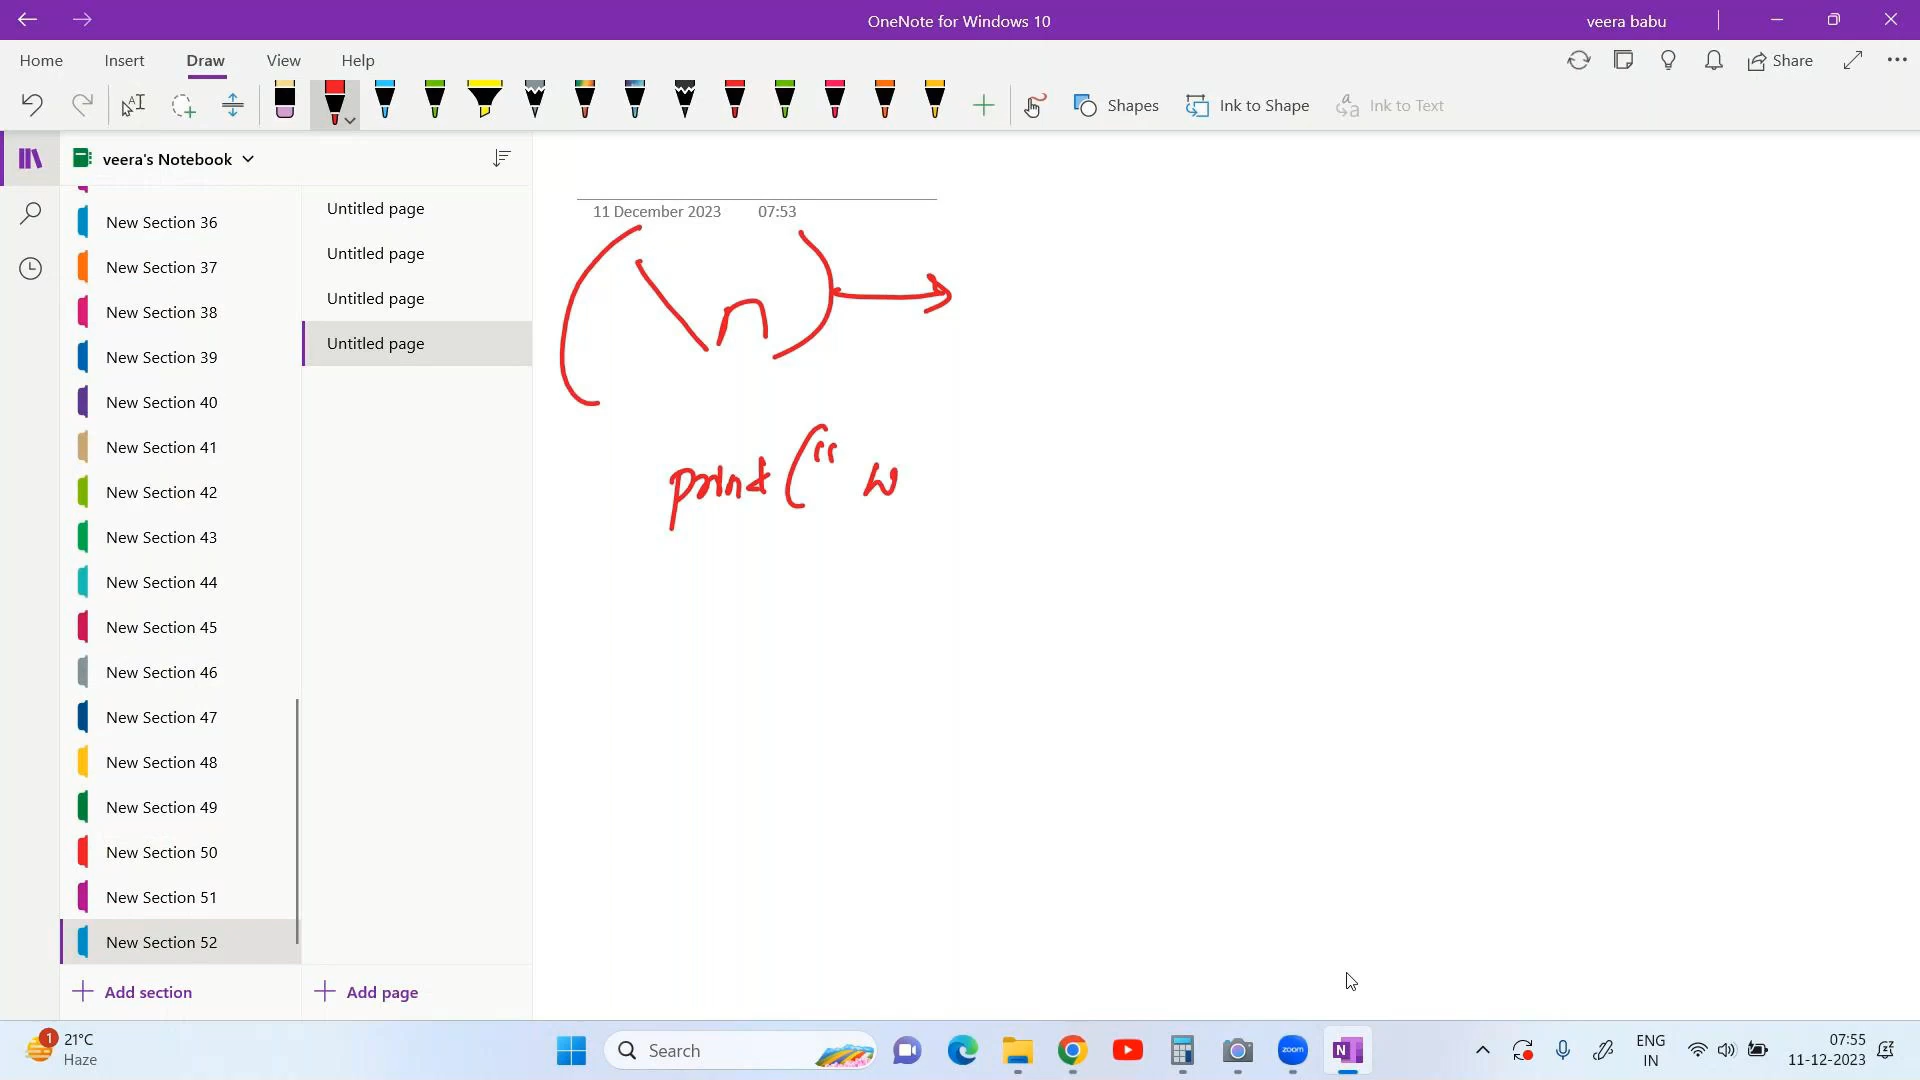 OneNote for Windows 10
veera babu
Home Insert Draw View Help
Share
Shapes Ink to Shape Ink to Text
veera's Notebook
New Section 36
New Section 37
New Section 38
New Section 39
New Section 40
New Section 41
New Section 42
New Section 43
New Section 44
New Section 45
New Section 46
New Section 47
New Section 48
New Section 49
New Section 50
New Section 51
New Section 52
Add section
Untitled page
Untitled page
Untitled page
Untitled page
Add page
11 December 2023 07:53
(\n)
print(" w
1
21°C
Haze
Search
zoom
N
ENG
IN
07:55
11-12-2023